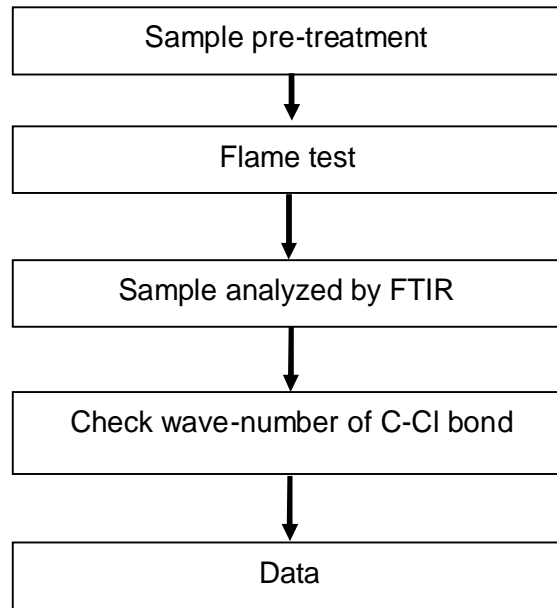 Sample pre-treatment
Flame test
Sample analyzed by FTIR
Check wave-number of C-Cl bond
Data